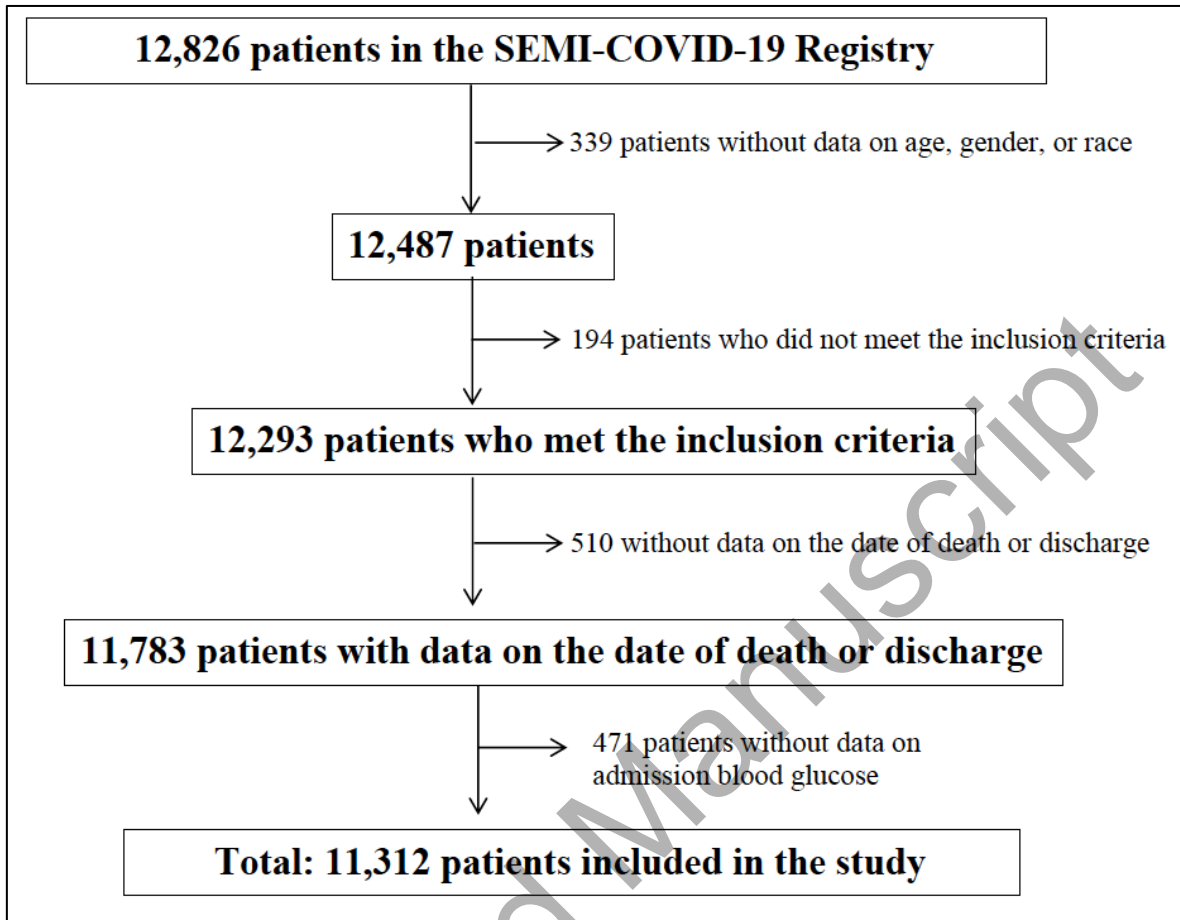 12,826 patients in the SEMI-COVID-19 Registry
339 patients without data on age, gender, or race
12,487 patients
194 patients who did not meet the inclusion criteria
12,293 patients who met the inclusion criteria
510 without data on the date of death or discharge
11,783 patients with data on the date of death or discharge
471 patients without data on
admission blood glucose
Total: 11,312 patients included in the study
d Manuscript